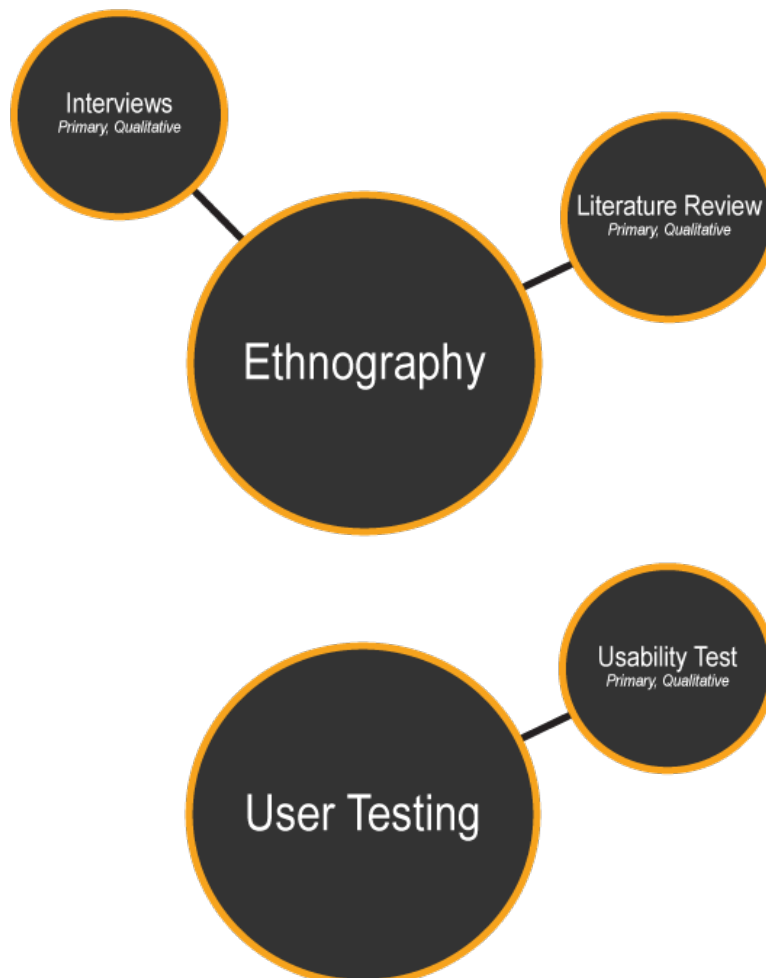 Interviews
Primary, Qualitative
Literature Review
Primary, Qualitative
Ethnography
Usability Test
Primary, Qualitative
User Testing